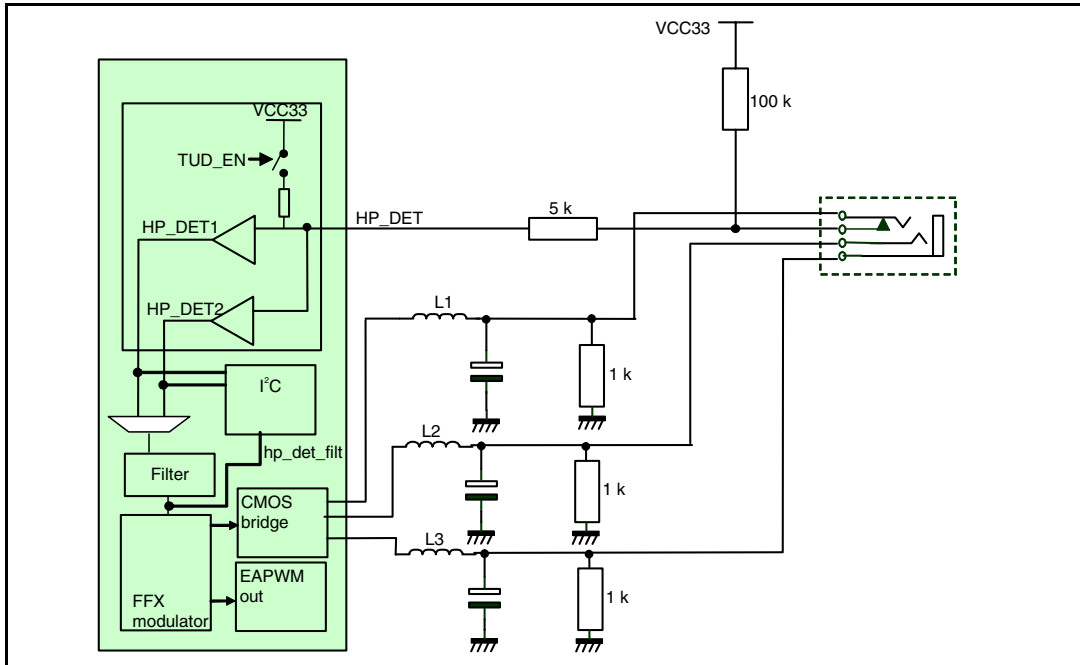 VCC33
100 k
VCC33
TUD_EN
HP_DET1
HP_DET
5 k
HP_DET2
L1
1 k
I²C
L2
hp_det_filt
Filter
1 k
CMOS
bridge
L3
EAPWM
out
FFX
modulator
1 k